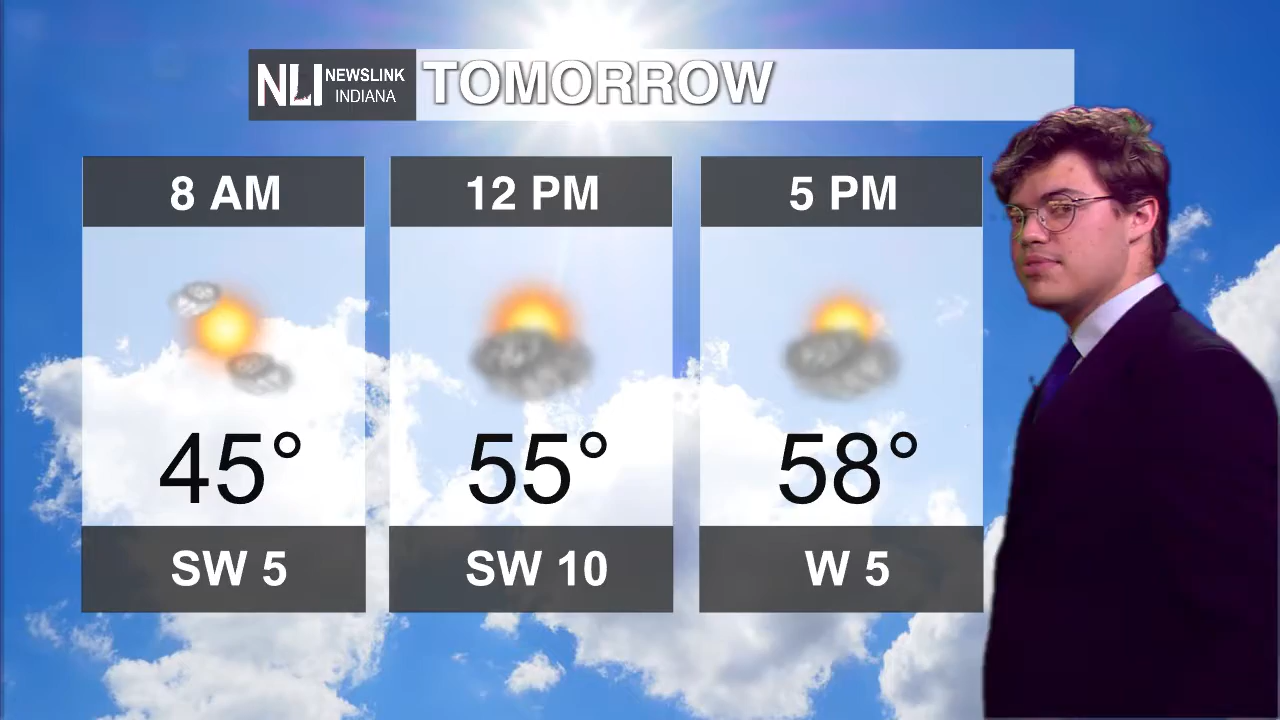 NLI NEWSLINK INDIANA
TOMORROW
8 AM
12 PM
5 PM
45°
55°
58°
SW 5
SW 10
W 5